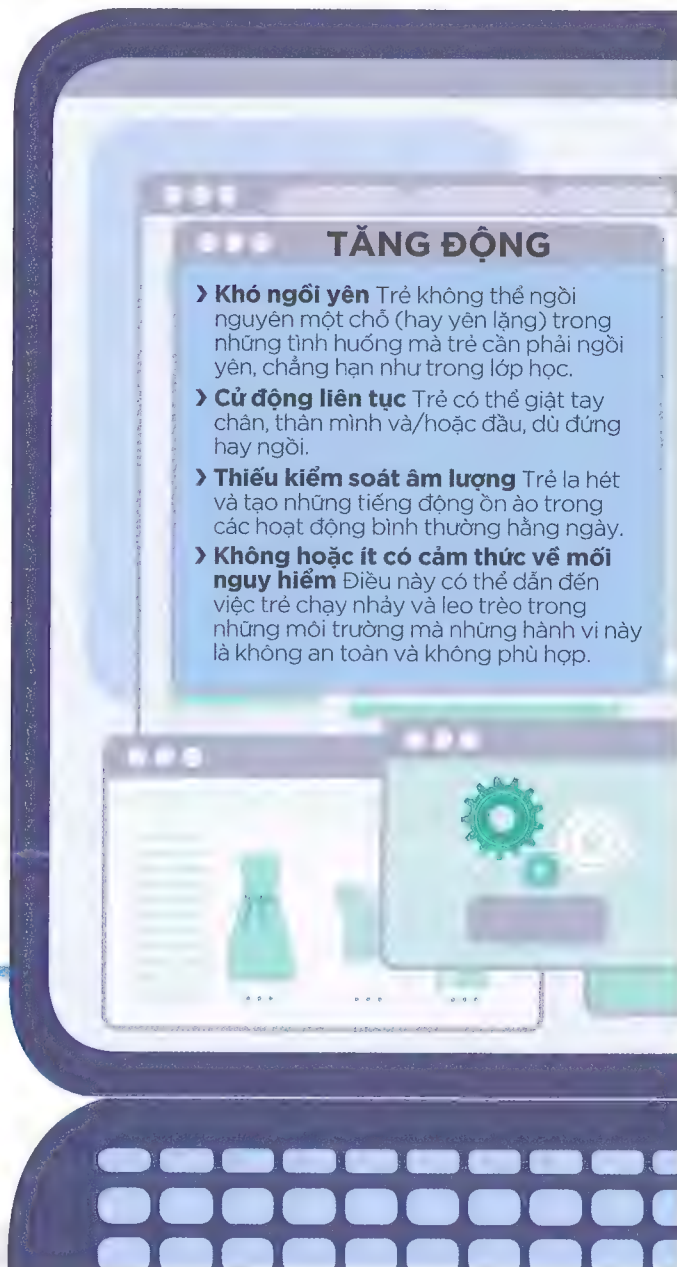 TĂNG ĐỘNG
❯ Khó ngồi yên Trẻ không thể ngồi
nguyên một chỗ (hay yên lặng) trong
những tình huống mà trẻ cần phải ngồi
yên, chẳng hạn như trong lớp học.
❯ Cử động liên tục Trẻ có thể giật tay
chân, thân mình và/hoặc đầu, dù đứng
hay ngồi.
❯ Thiếu kiểm soát âm lượng Trẻ la hét
và tạo những tiếng động ồn ào trong
các hoạt động bình thường hằng ngày.
❯ Không hoặc ít có cảm thức về mối
nguy hiểm Điều này có thể dẫn đến
việc trẻ chạy nhảy và leo trèo trong
những môi trường mà những hành vi này
là không an toàn và không phù hợp.